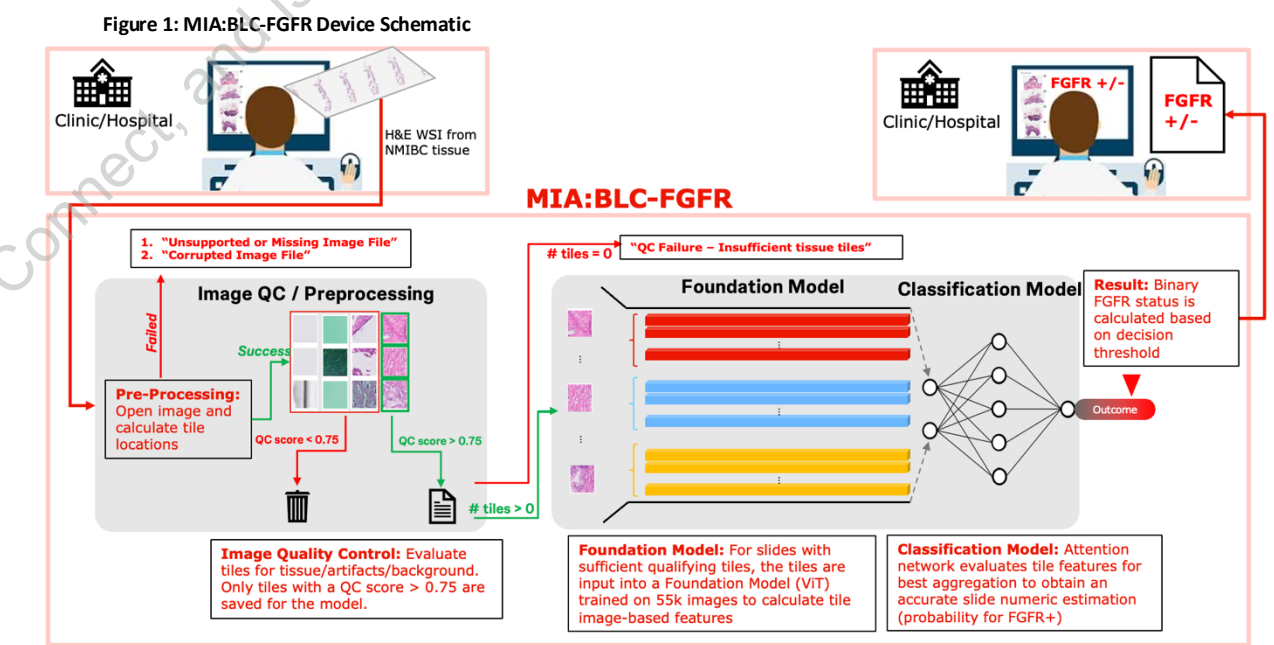 Figure 1: MIA:BLC-FGFR Device Schematic
Connect, and
Clinic/Hospital
H&E WSI from
NMIBC tissue
Clinic/Hospital
FGFR +/-
FGFR
+/-
MIA:BLC-FGFR
1. "Unsupported or Missing Image File"
2. "Corrupted Image File"
# tiles = 0
"QC Failure – Insufficient tissue tiles"
Failed
Image QC / Preprocessing
Success
Pre-Processing:
Open image and
calculate tile
locations
QC score < 0.75
QC score > 0.75
# tiles > 0
Foundation Model
Classification Model
Result: Binary
FGFR status is
calculated based
on decision
threshold
Outcome
Image Quality Control: Evaluate
tiles for tissue/artifacts/background.
Only tiles with a QC score > 0.75 are
saved for the model.
Foundation Model: For slides with
sufficient qualifying tiles, the tiles are
input into a Foundation Model (ViT)
trained on 55k images to calculate tile
image-based features
Classification Model: Attention
network evaluates tile features for
best aggregation to obtain an
accurate slide numeric estimation
(probability for FGFR+)